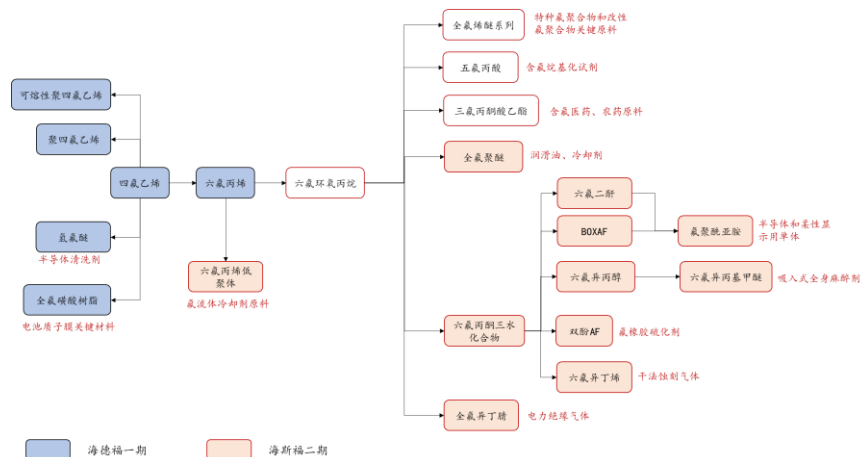 全氟烯醚系列
特种氟聚合物和改性
氟聚合物关键原料
五氟丙酸
含氟烷基化试剂
可熔性聚四氟乙烯
三氟丙酮酸乙酯
含氟医药、农药原料
聚四氟乙烯
全氟聚醚
润滑油、冷却剂
四氟乙烯
六氟丙烯
六氟环氧丙烷
六氟二酐
氢氟醚
半导体清洗剂
BOXAF
氟聚酰亚胺
半导体和柔性显
示用单体
六氟丙烯低
聚体
氟流体冷却剂原料
六氟异丙醇
六氟异丙基甲醚
吸入式全身麻醉剂
全氟磺酸树脂
电池质子膜关键材料
六氟丙酮三水
化合物
双酚AF
氟橡胶硫化剂
六氟异丁烯
干法蚀刻气体
全氟异丁腈
电力绝缘气体
海德福一期
海斯福二期